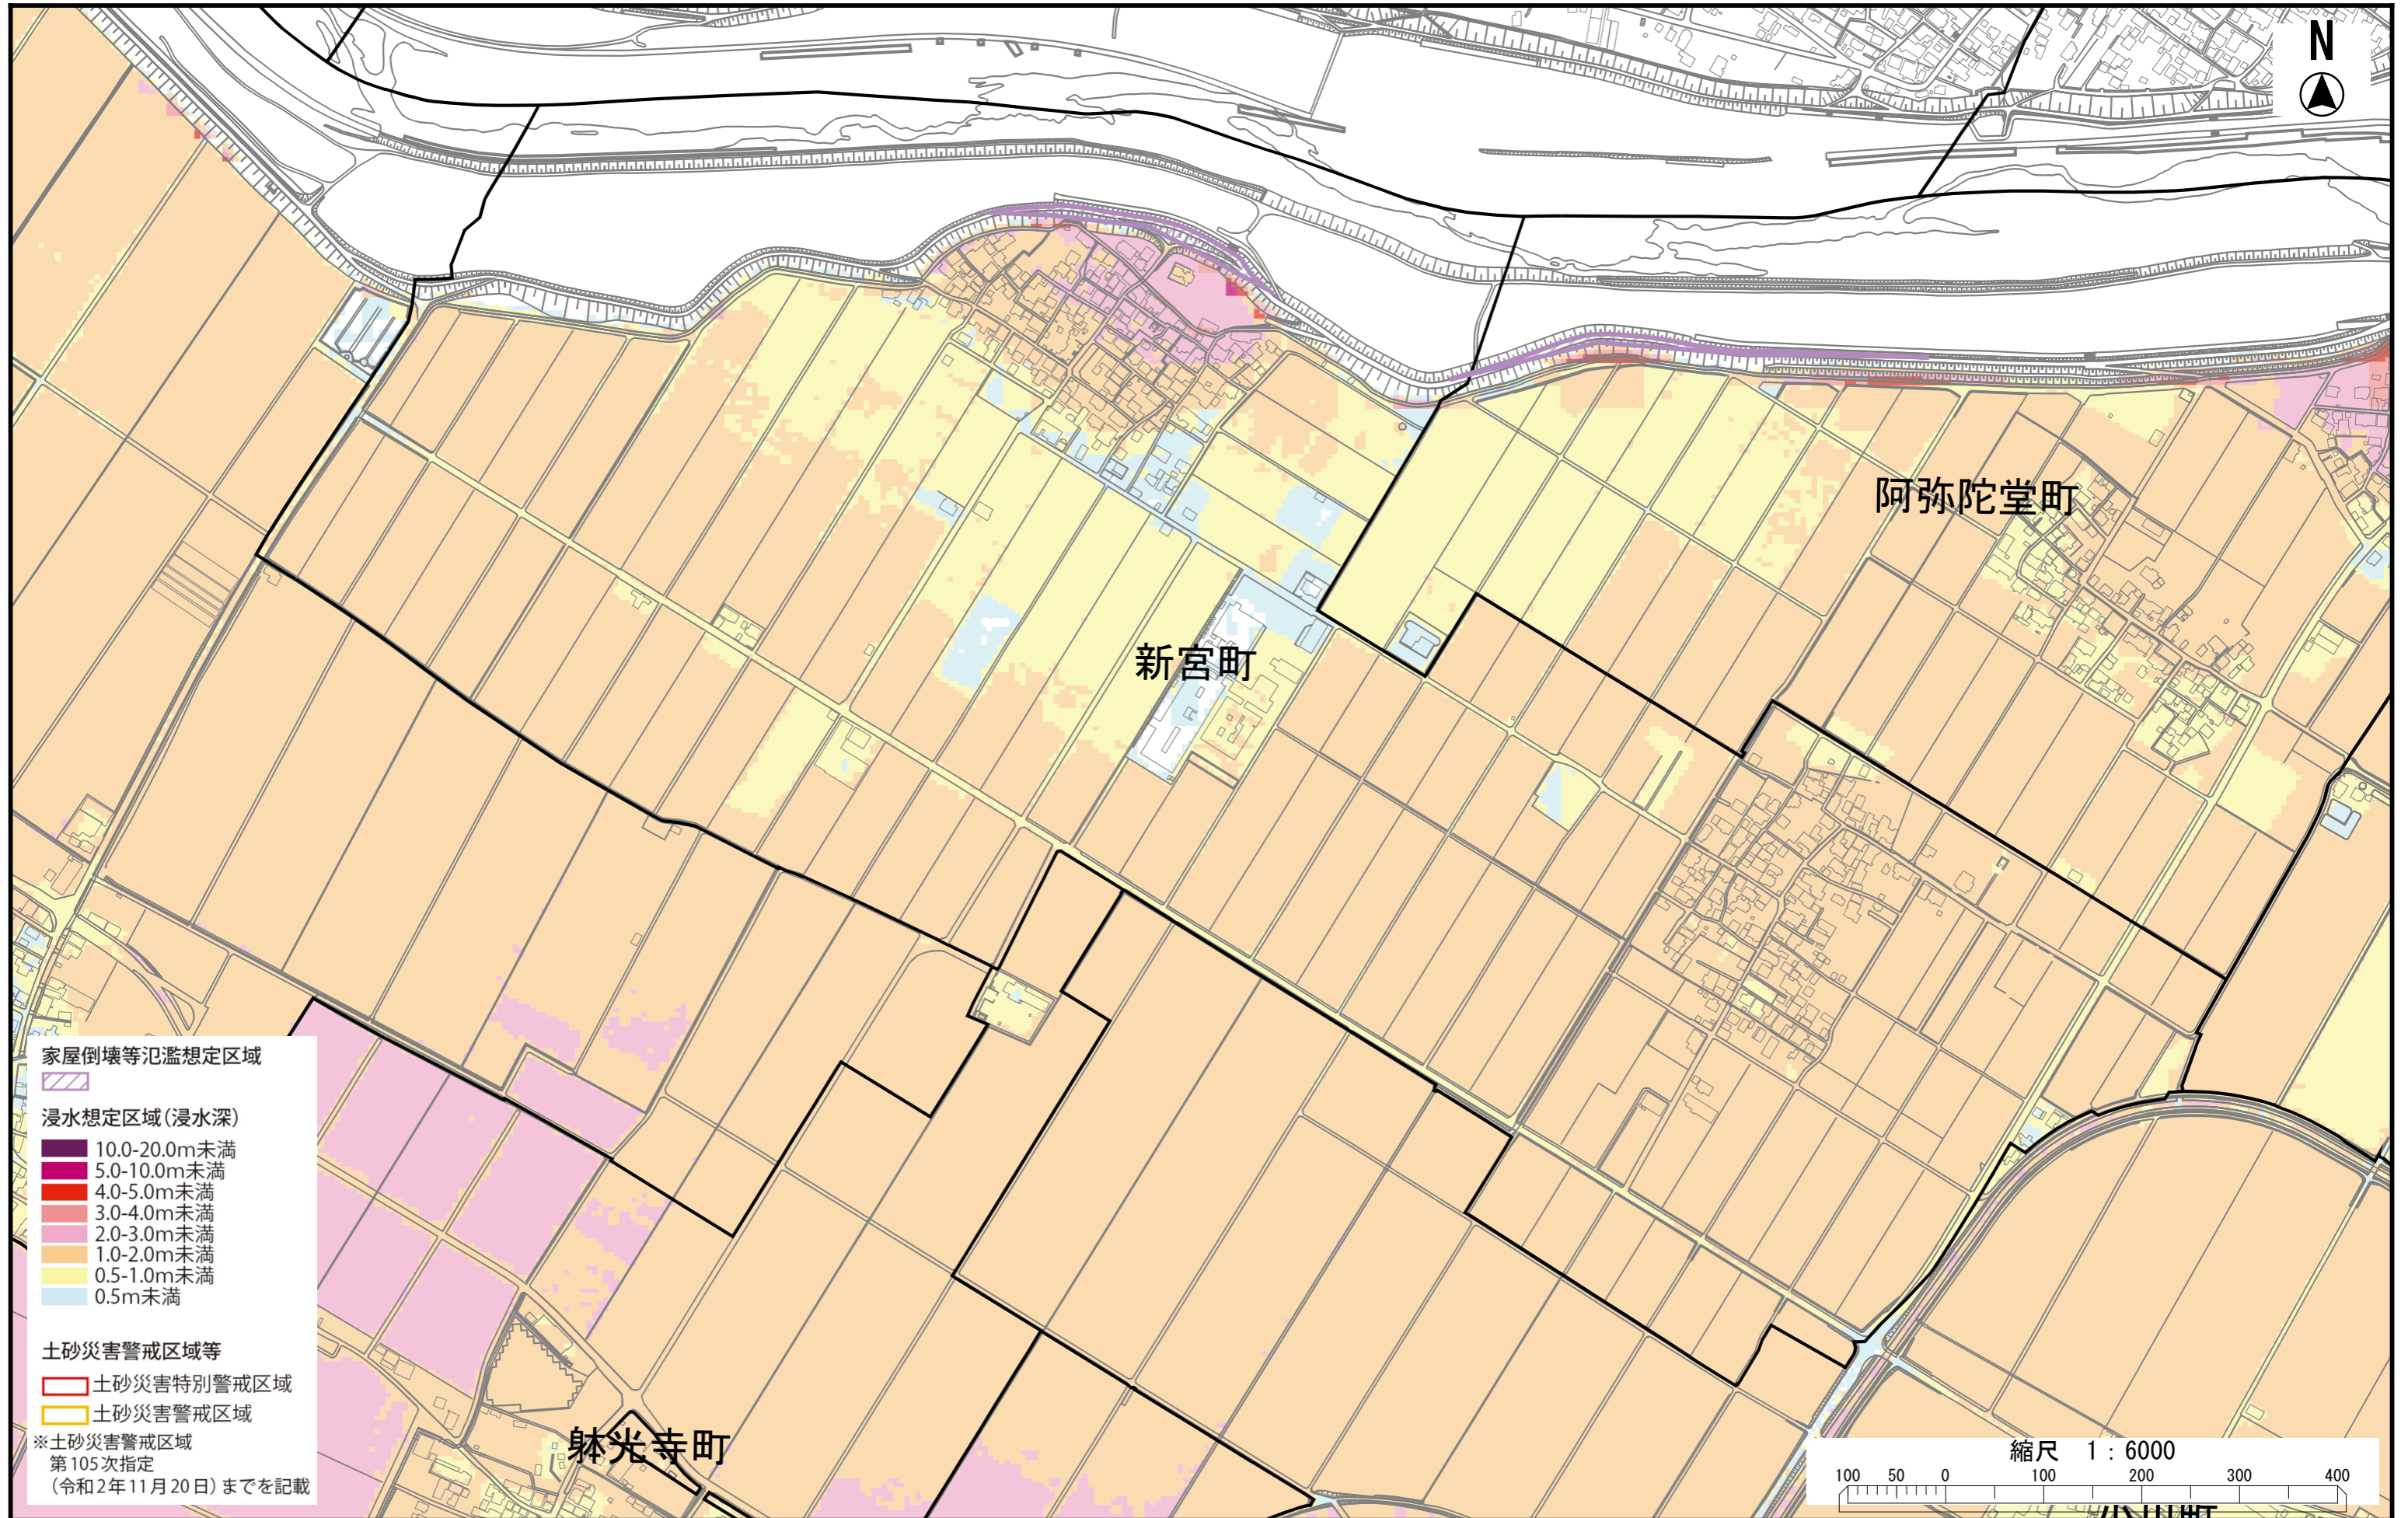 N
阿弥陀堂町
新宮町
家屋倒壊等氾濫想定区域
浸水想定区域(浸水深)
10.0-20.0m未満
5.0-10.0m未満
4.0-5.0m未満
3.0-4.0m未満
2.0-3.0m未満
1.0-2.0m未満
0.5-1.0m未満
0.5m未満
土砂災害警戒区域等
土砂災害特別警戒区域
土砂災害警戒区域
※土砂災害警戒区域
第105次指定
(令和2年11月20日)までを記載
躰光寺町
縮尺 1:6000
100 50 0 100 200 300 400